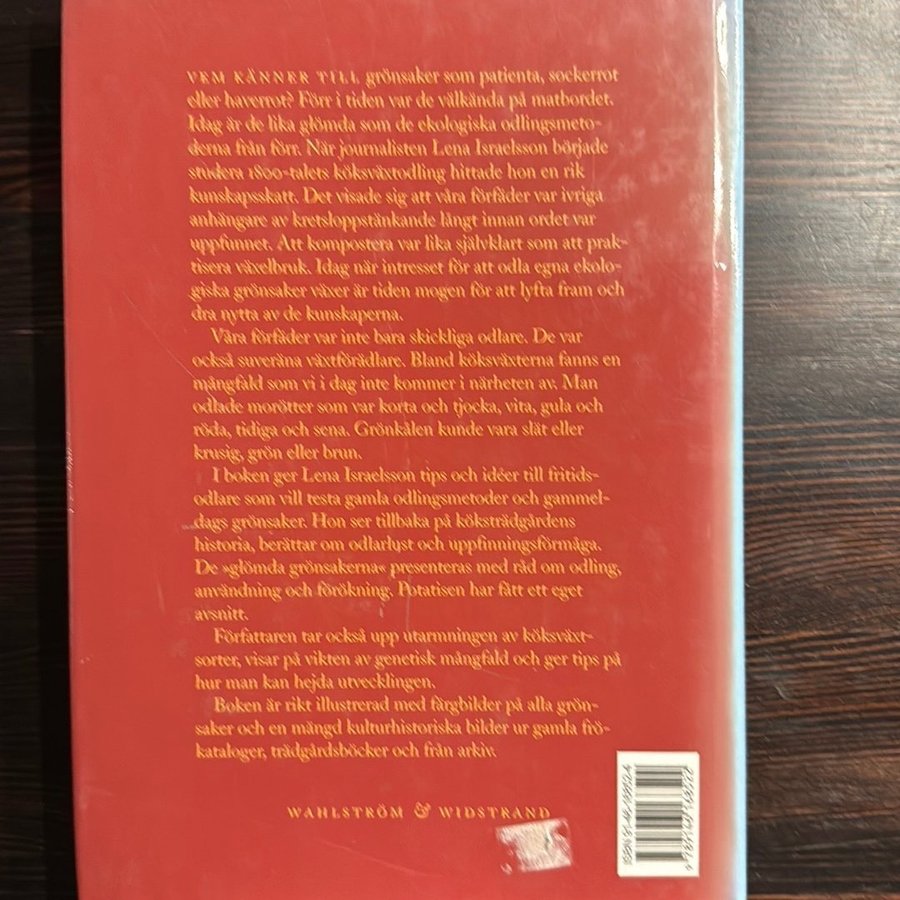 VEM KÄNNER TILL grönsaker som patienta, sockerrot
eller haverrot? Förr i tiden var de välkända på matbordet.
Idag är de lika glömda som de ekologiska odlingsmeto-
derna från förr. När journalisten Lena Israelsson började
studera 1800-talets köksväxtodling hittade hon en rik
kunskapsskatt. Det visade sig att våra förfäder var ivriga
anhängare av kretsloppstänkande långt innan ordet var
uppfunnet. Att kompostera var lika självklart som att prak-
tisera växelbruk. Idag när intresset för att odla egna ekolo-
giska grönsaker växer är tiden mogen för att lyfta fram och
dra nytta av de kunskaperna.
Våra förfäder var inte bara skickliga odlare. De var
också suveräna växtförädlare. Bland köksväxterna fanns en
mångfald som vi i dag inte kommer i närheten av. Man
odlade morötter som var korta och tjocka, vita, gula och
röda, tidiga och sena. Grönkålen kunde vara slät eller
krusig, grön eller brun.
I boken ger Lena Israelsson tips och idéer till fritids-
odlare som vill testa gamla odlingsmetoder och gammel-
dags grönsaker. Hon ser tillbaka på köksträdgårdens
historia, berättar om odlarlust och uppfinningsförmåga.
De »glömda grönsakerna« presenteras med råd om odling,
användning och förökning. Potatisen har fått ett eget
avsnitt.
Författaren tar också upp utarmningen av köksväxt-
sorter, visar på vikten av genetisk mångfald och ger tips på
hur man kan hejda utvecklingen.
Boken är rikt illustrerad med färgbilder på alla grön-
saker och en mängd kulturhistoriska bilder ur gamla frö-
kataloger, trädgårdsböcker och från arkiv.
WAHLSTRÖM & WIDSTRAND